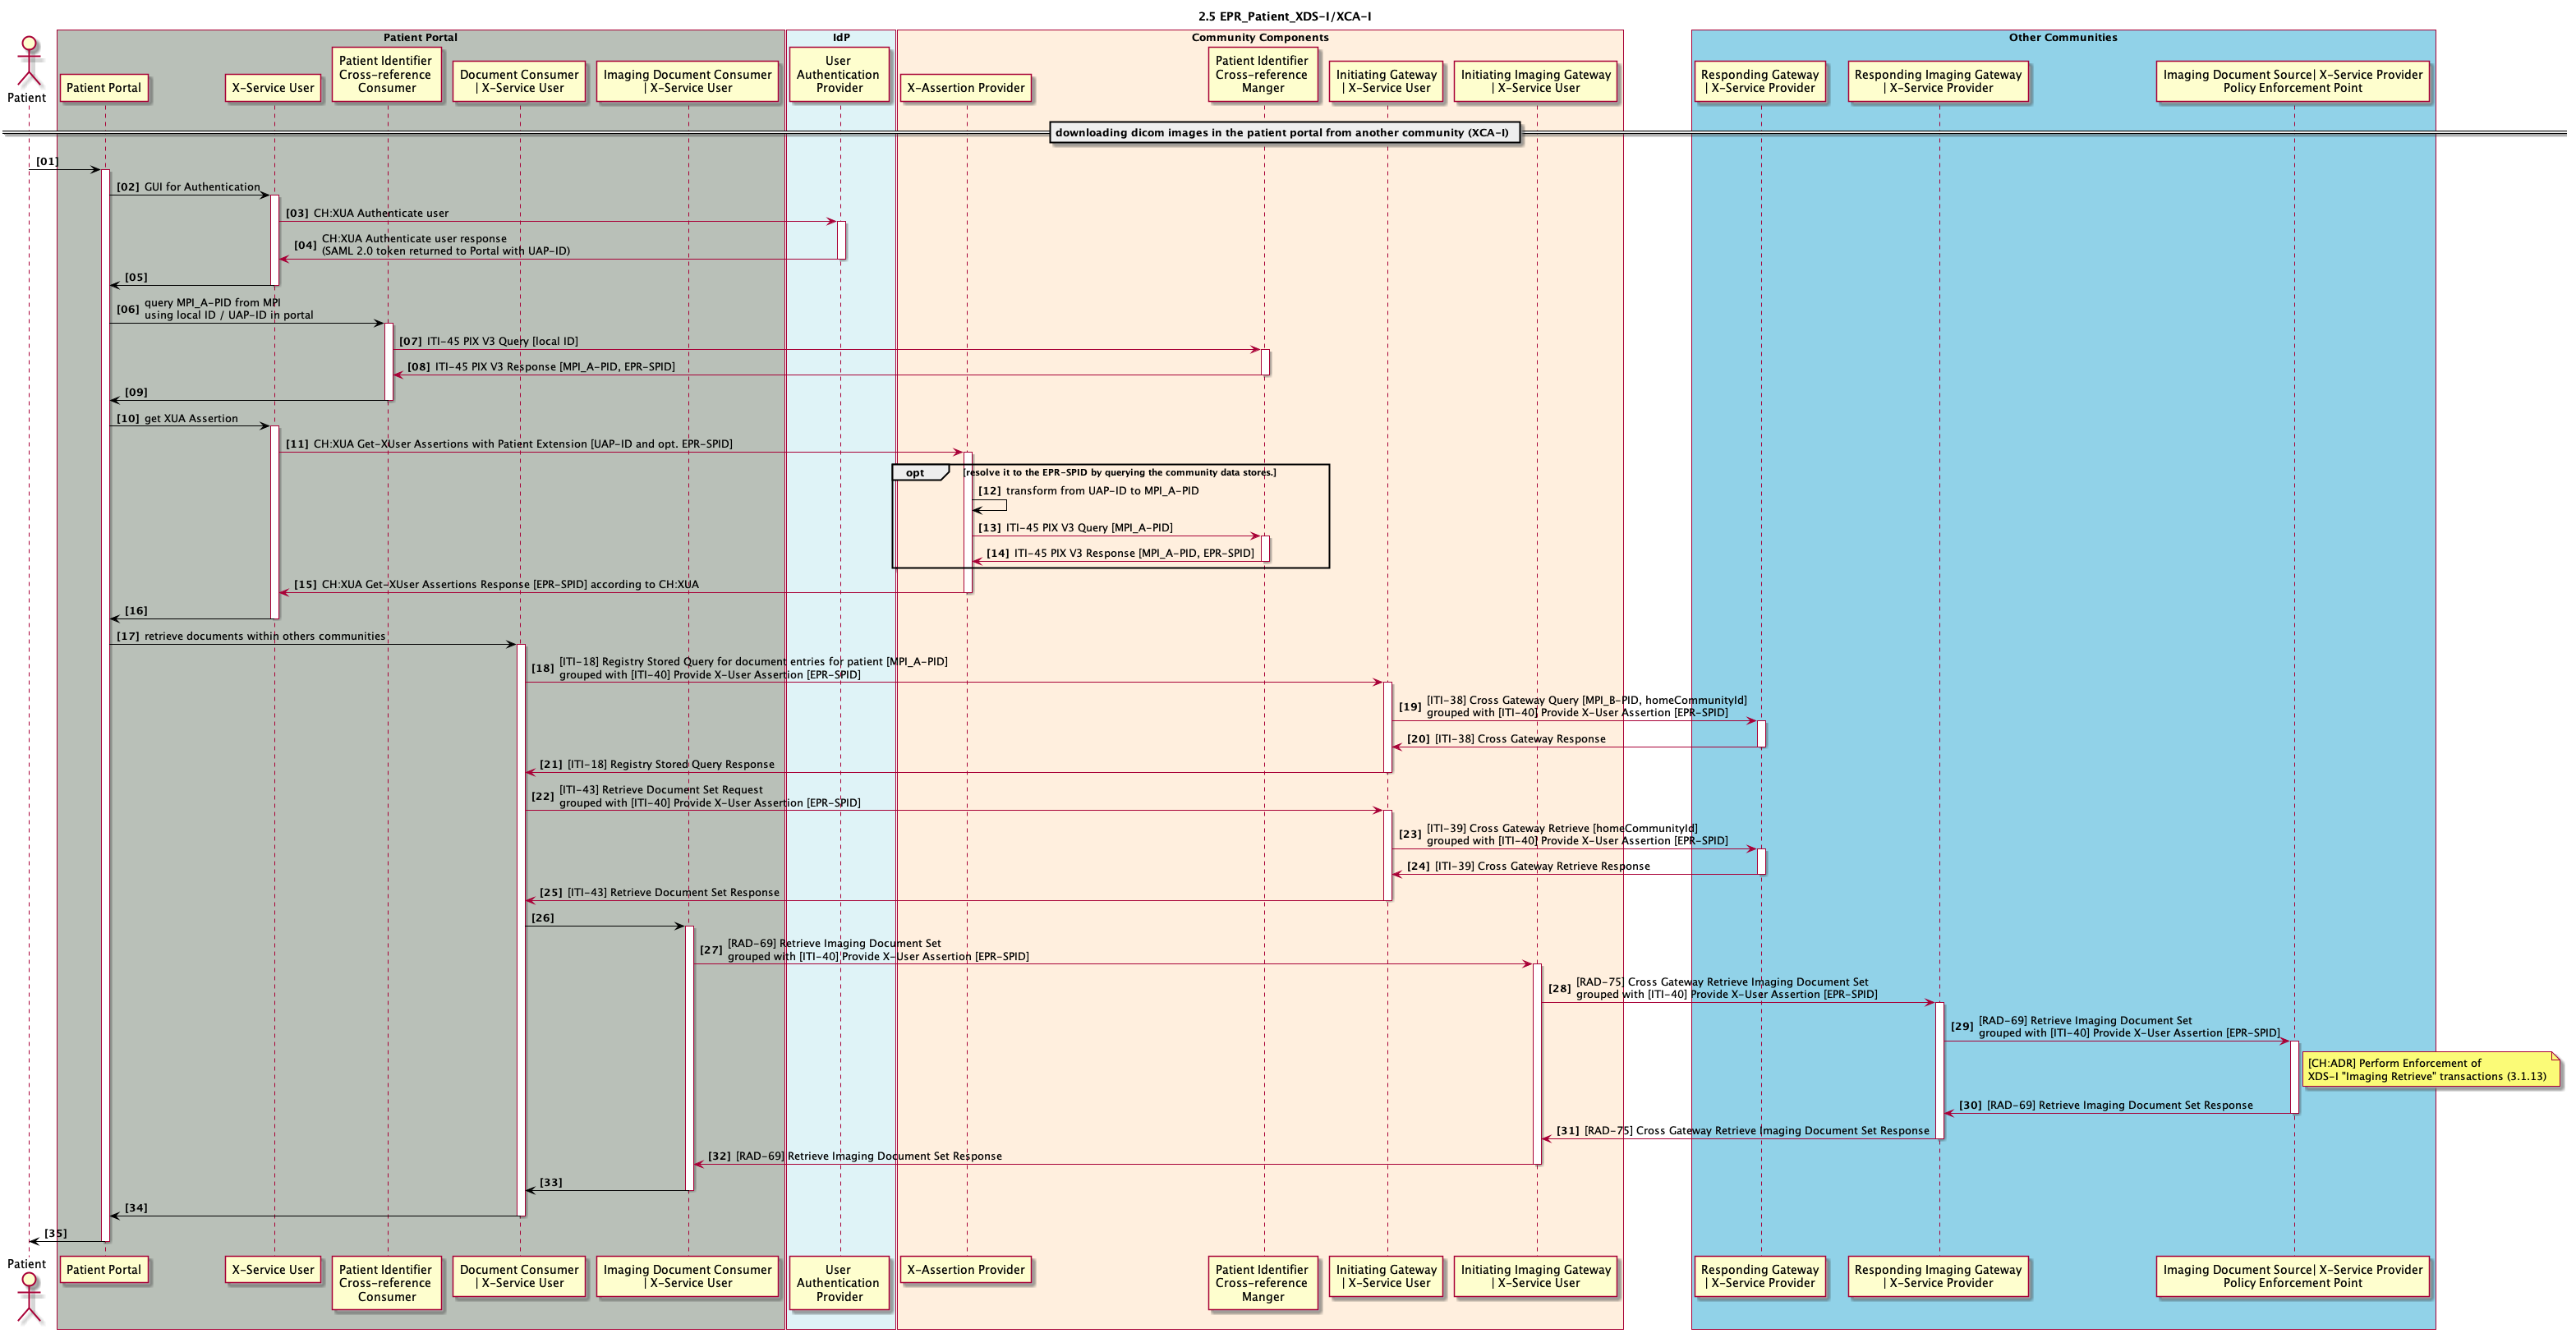 2.5 EPR_Patient_XDS-I/XCA-I
Patient Portal
IdP
Community Components
Other Communities
Patient
Patient Portal
X-Service User
Patient Identifier
Cross-reference
Consumer
Document Consumer
| X-Service User
Imaging Document Consumer
| X-Service User
User
Authentication
Provider
X-Assertion Provider
Patient Identifier
Cross-reference
Manger
Initiating Gateway
| X-Service User
Initiating Imaging Gateway
| X-Service User
Responding Gateway
| X-Service Provider
Responding Imaging Gateway
| X-Service Provider
Imaging Document Source| X-Service Provider
Policy Enforcement Point
downloading dicom images in the patient portal from another community (XCA-I)
[01]
[02] GUI for Authentication
[03] CH:XUA Authenticate user
[04] CH:XUA Authenticate user response
(SAML 2.0 token returned to Portal with UAP-ID)
[05]
[06] query MPI_A-PID from MPI
using local ID / UAP-ID in portal
[07] ITI-45 PIX V3 Query [local ID]
[08] ITI-45 PIX V3 Response [MPI_A-PID, EPR-SPID]
[09]
[10] get XUA Assertion
[11] CH:XUA Get-XUser Assertions with Patient Extension [UAP-ID and opt. EPR-SPID]
opt [resolve it to the EPR-SPID by querying the community data stores.]
[12] transform from UAP-ID to MPI_A-PID
[13] ITI-45 PIX V3 Query [MPI_A-PID]
[14] ITI-45 PIX V3 Response [MPI_A-PID, EPR-SPID]
[15] CH:XUA Get-XUser Assertions Response [EPR-SPID] according to CH:XUA
[16]
[17] retrieve documents within others communities
[18] [ITI-18] Registry Stored Query for document entries for patient [MPI_A-PID]
grouped with [ITI-40] Provide X-User Assertion [EPR-SPID]
[19] [ITI-38] Cross Gateway Query [MPI_B-PID, homeCommunityId]
grouped with [ITI-40] Provide X-User Assertion [EPR-SPID]
[20] [ITI-38] Cross Gateway Response
[21] [ITI-18] Registry Stored Query Response
[22] [ITI-43] Retrieve Document Set Request
grouped with [ITI-40] Provide X-User Assertion [EPR-SPID]
[23] [ITI-39] Cross Gateway Retrieve [homeCommunityId]
grouped with [ITI-40] Provide X-User Assertion [EPR-SPID]
[24] [ITI-39] Cross Gateway Retrieve Response
[25] [ITI-43] Retrieve Document Set Response
[26]
[27] [RAD-69] Retrieve Imaging Document Set
grouped with [ITI-40] Provide X-User Assertion [EPR-SPID]
[28] [RAD-75] Cross Gateway Retrieve Imaging Document Set
grouped with [ITI-40] Provide X-User Assertion [EPR-SPID]
[29] [RAD-69] Retrieve Imaging Document Set
grouped with [ITI-40] Provide X-User Assertion [EPR-SPID]
[CH:ADR] Perform Enforcement of
XDS-I "Imaging Retrieve" transactions (3.1.13)
[30] [RAD-69] Retrieve Imaging Document Set Response
[31] [RAD-75] Cross Gateway Retrieve Imaging Document Set Response
[32] [RAD-69] Retrieve Imaging Document Set Response
[33]
[34]
[35]
Patient
Patient Portal
X-Service User
Patient Identifier
Cross-reference
Consumer
Document Consumer
| X-Service User
Imaging Document Consumer
| X-Service User
User
Authentication
Provider
X-Assertion Provider
Patient Identifier
Cross-reference
Manger
Initiating Gateway
| X-Service User
Initiating Imaging Gateway
| X-Service User
Responding Gateway
| X-Service Provider
Responding Imaging Gateway
| X-Service Provider
Imaging Document Source| X-Service Provider
Policy Enforcement Point